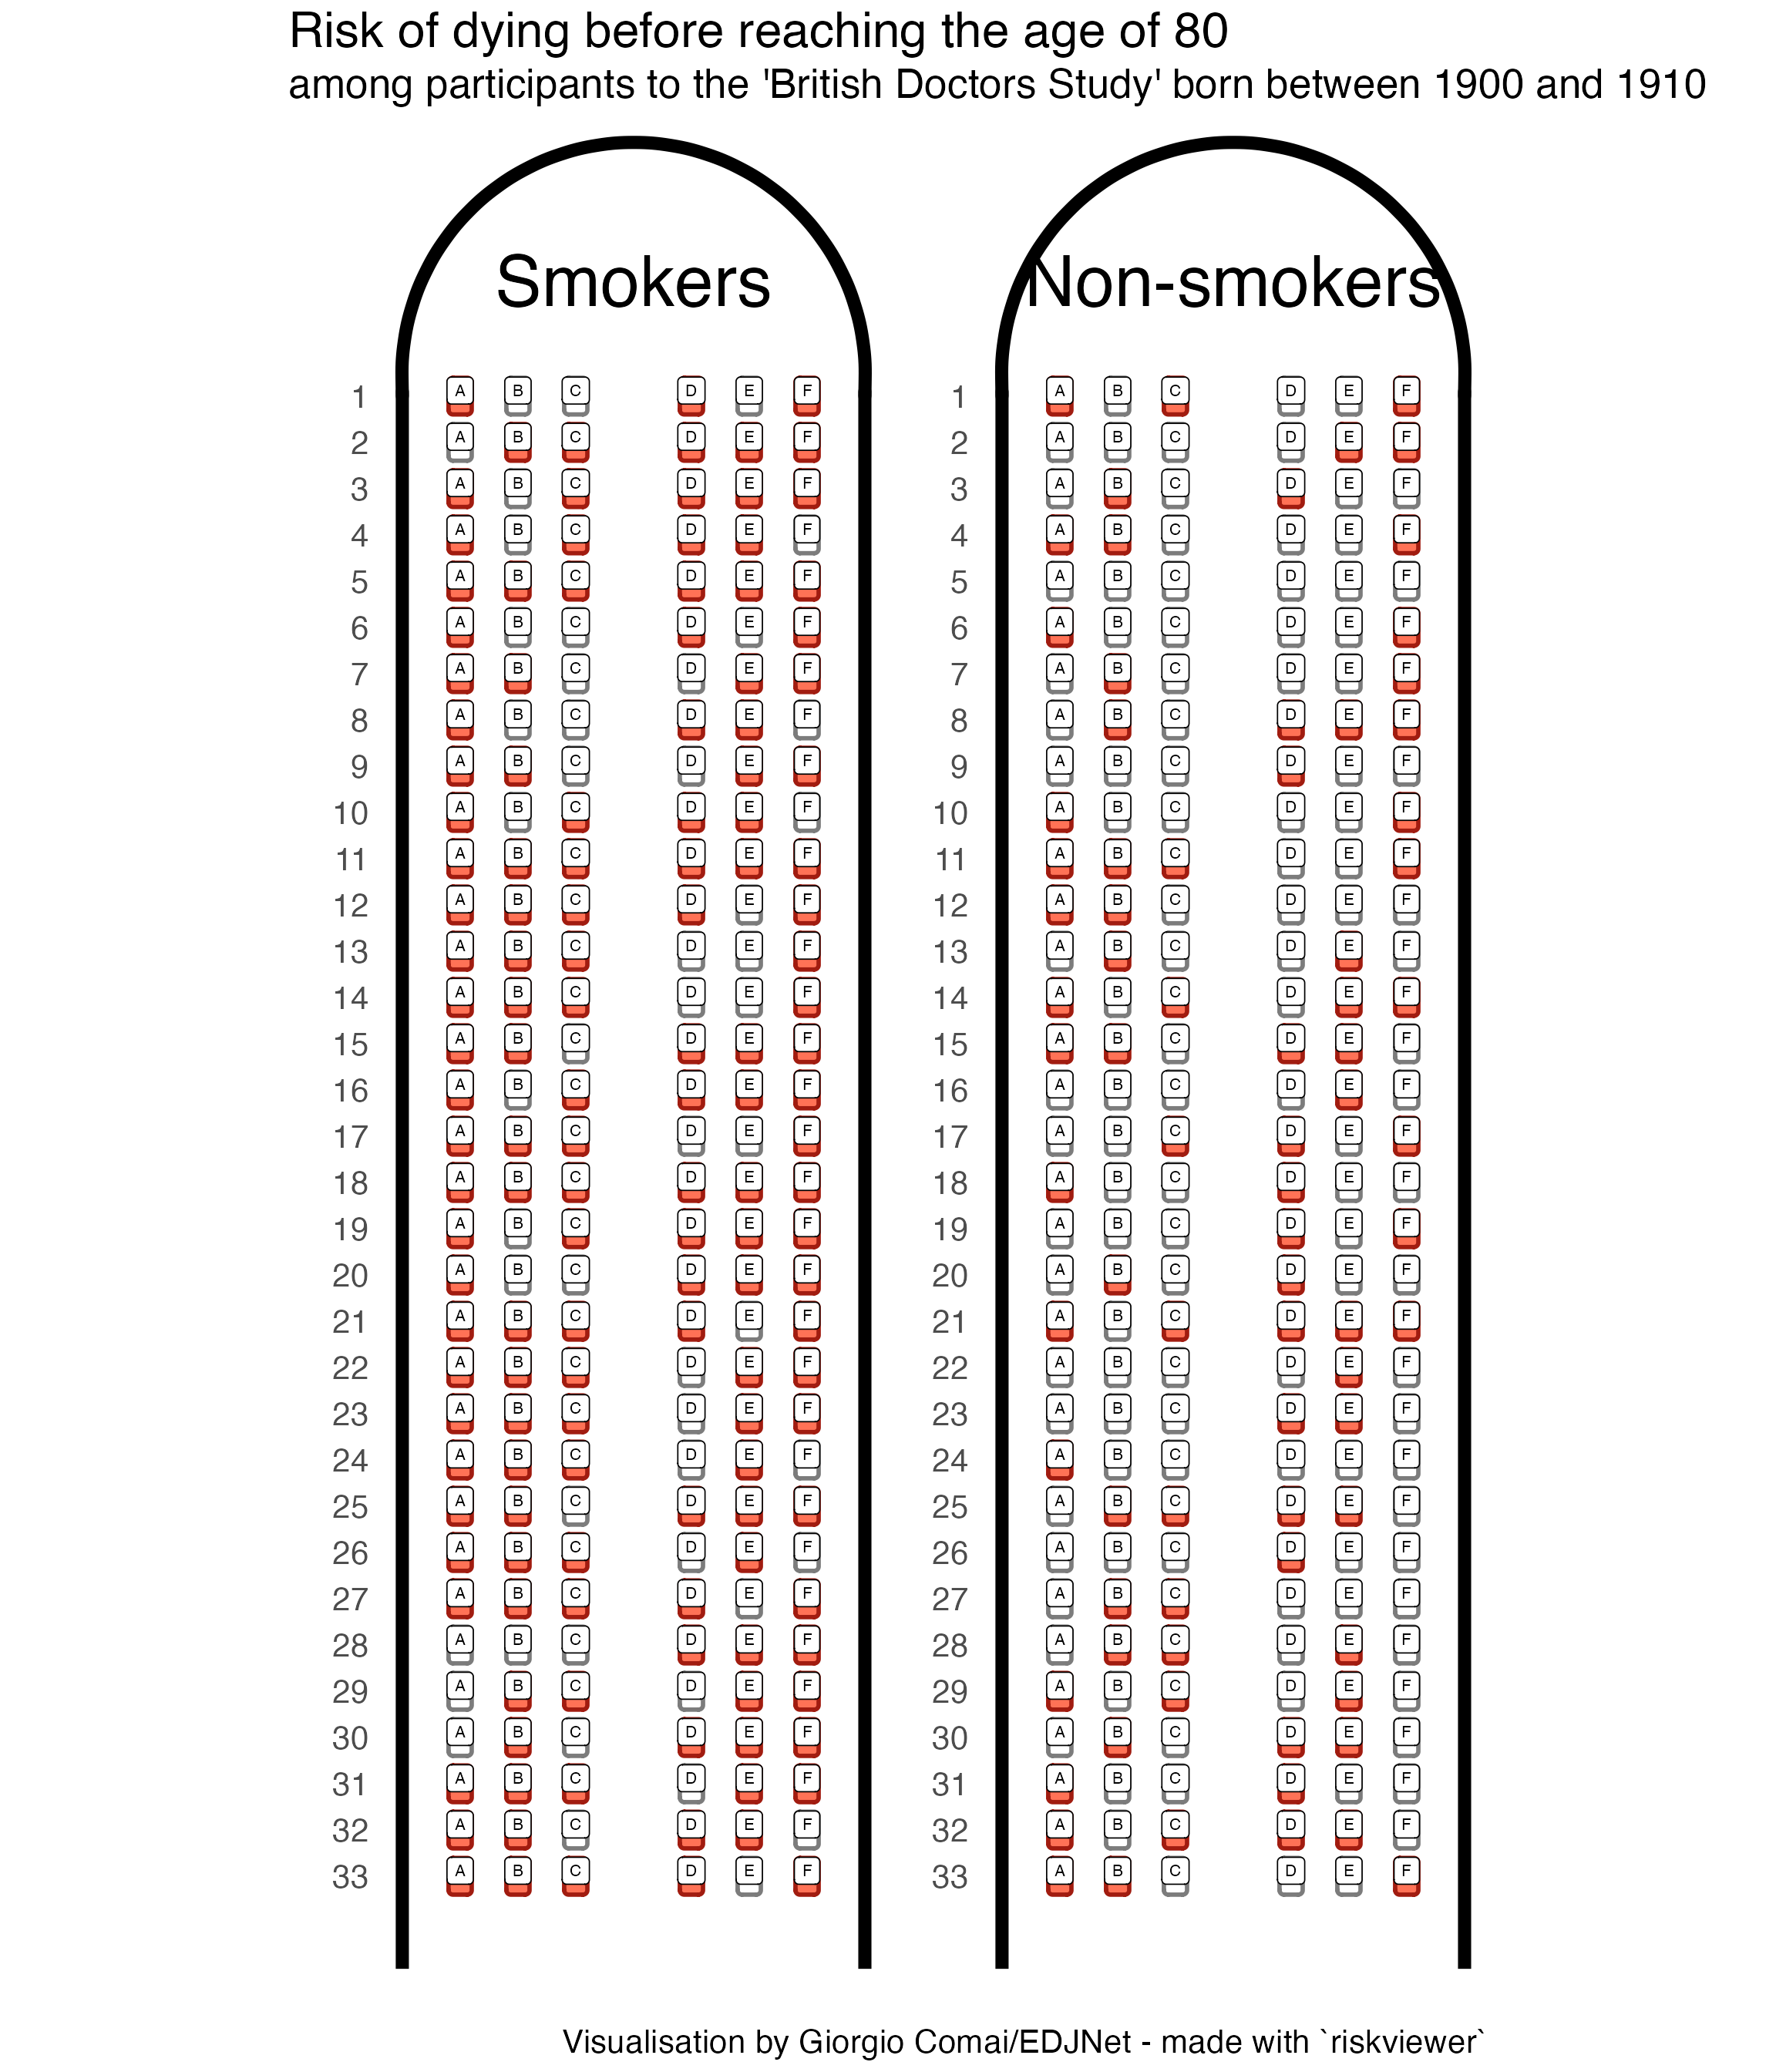 Risk of dying before reaching the age of 80
among participants to the 'British Doctors Study' born between 1900 and 1910
Smokers Non-smokers
1 A B C D E F 1 A B C D E F
2 A B C D E F 2 A B C D E F
3 A B C D E F 3 A B C D E F
4 A B C D E F 4 A B C D E F
5 A B C D E F 5 A B C D E F
6 A B C D E F 6 A B C D E F
7 A B C D E F 7 A B C D E F
8 A B C D E F 8 A B C D E F
9 A B C D E F 9 A B C D E F
10 A B C D E F 10 A B C D E F
11 A B C D E F 11 A B C D E F
12 A B C D E F 12 A B C D E F
13 A B C D E F 13 A B C D E F
14 A B C D E F 14 A B C D E F
15 A B C D E F 15 A B C D E F
16 A B C D E F 16 A B C D E F
17 A B C D E F 17 A B C D E F
18 A B C D E F 18 A B C D E F
19 A B C D E F 19 A B C D E F
20 A B C D E F 20 A B C D E F
21 A B C D E F 21 A B C D E F
22 A B C D E F 22 A B C D E F
23 A B C D E F 23 A B C D E F
24 A B C D E F 24 A B C D E F
25 A B C D E F 25 A B C D E F
26 A B C D E F 26 A B C D E F
27 A B C D E F 27 A B C D E F
28 A B C D E F 28 A B C D E F
29 A B C D E F 29 A B C D E F
30 A B C D E F 30 A B C D E F
31 A B C D E F 31 A B C D E F
32 A B C D E F 32 A B C D E F
33 A B C D E F 33 A B C D E F
Visualisation by Giorgio Comai/EDJNet - made with `riskviewer`